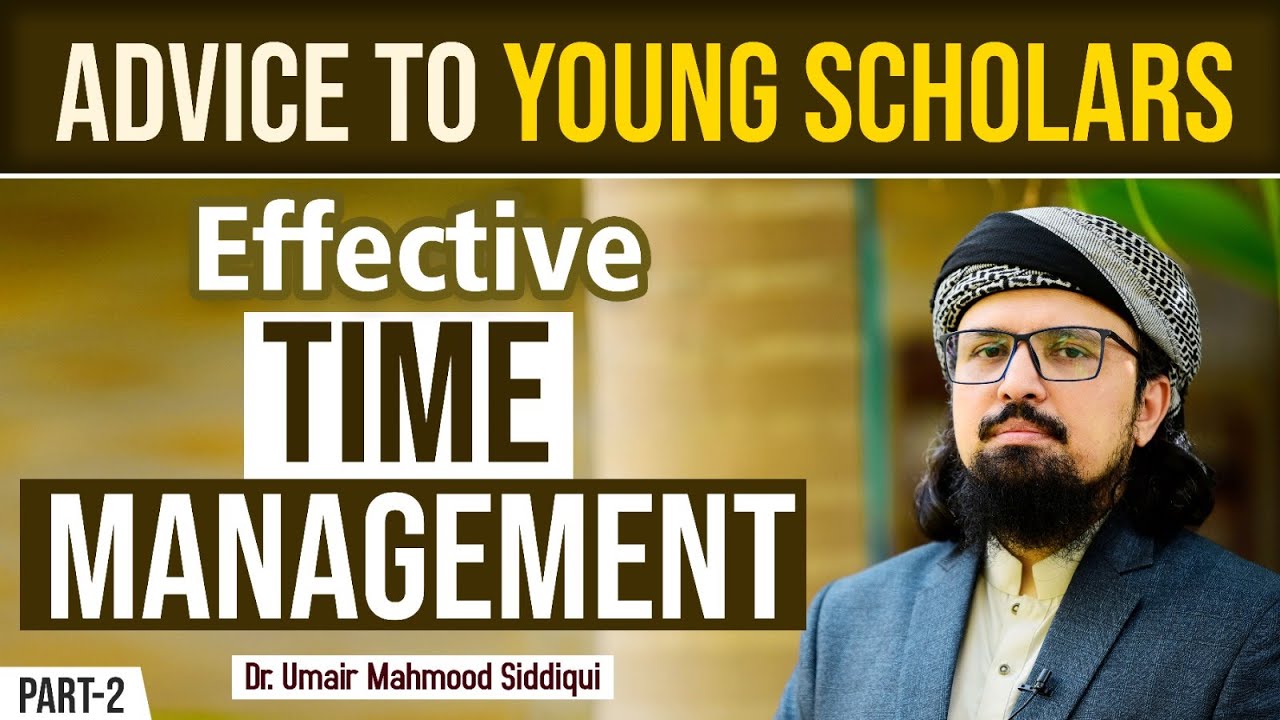 ADVICE TO YOUNG SCHOLARS
Effective
TIME
MANAGEMENT
Dr. Umair Mahmood Siddiqui
PART-2